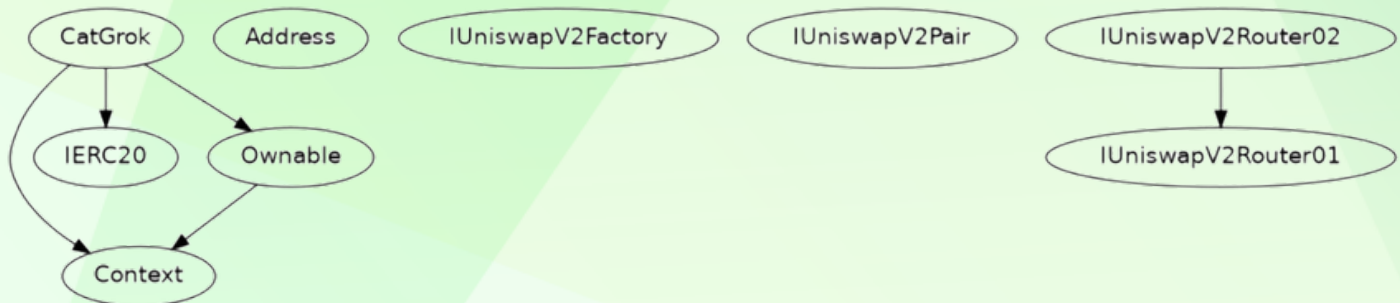 CatGrok
Address
IUniswapV2Factory
IUniswapV2Pair
IUniswapV2Router02
IERC20
Ownable
IUniswapV2Router01
Context